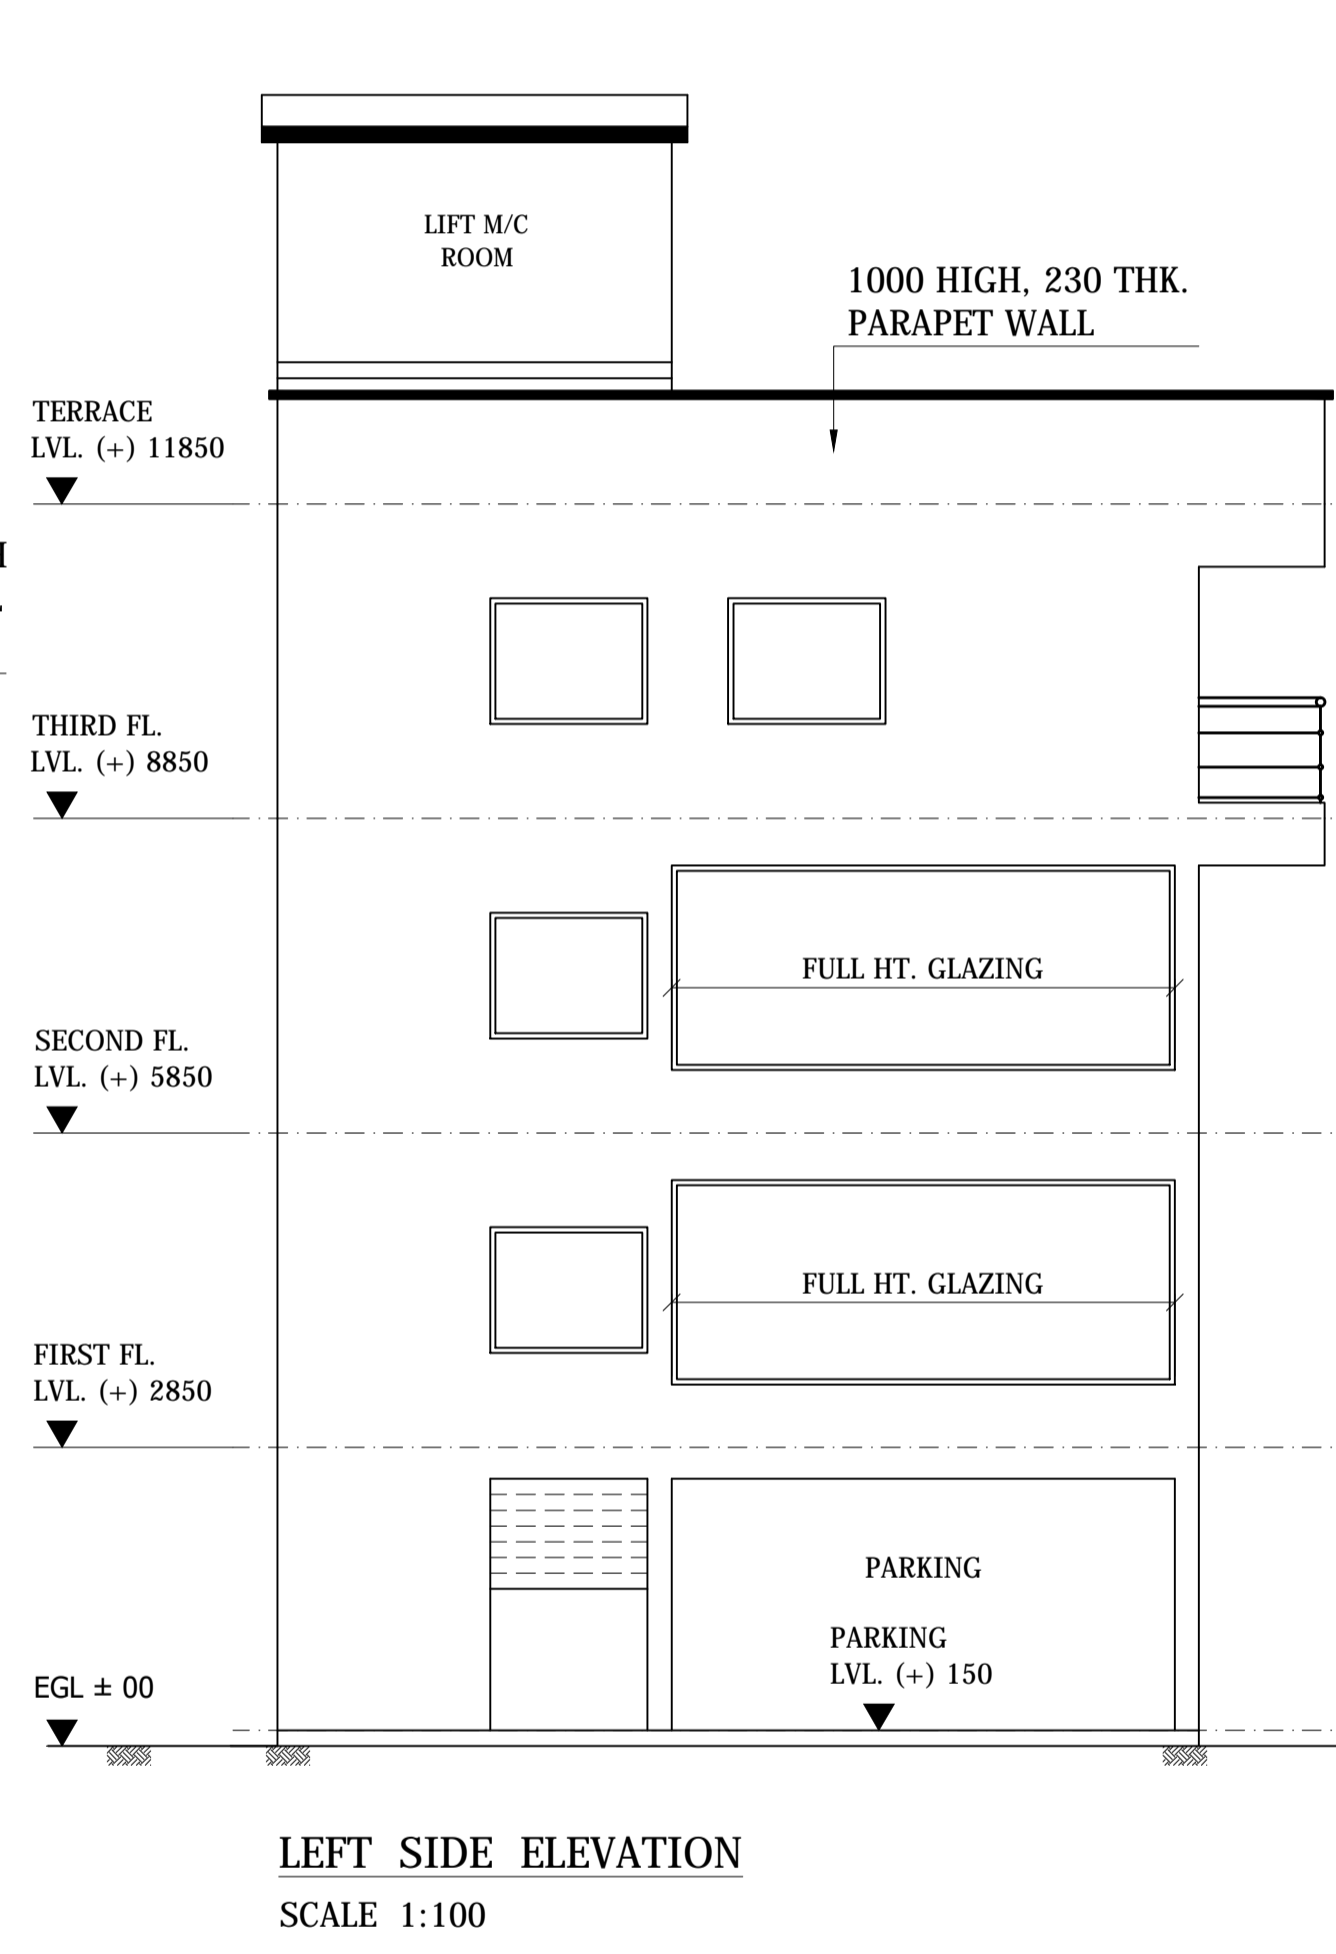 LIFT M/C
ROOM
1000 HIGH, 230 THK.
PARAPET WALL
TERRACE
LVL. (+) 11850
THIRD FL.
LVL. (+) 8850
FULL HT. GLAZING
SECOND FL.
LVL. (+) 5850
FULL HT. GLAZING
FIRST FL.
LVL. (+) 2850
PARKING
PARKING
LVL. (+) 150
EGL ± 00
LEFT SIDE ELEVATION
SCALE 1:100